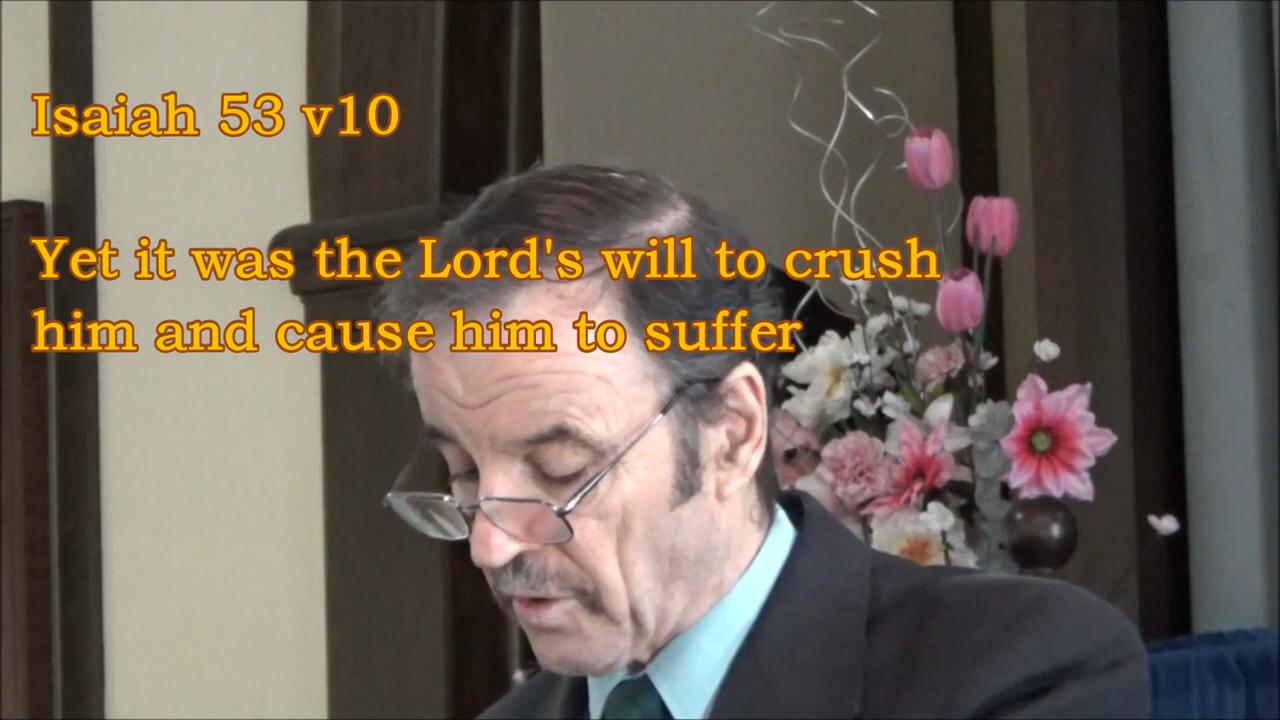 Isaiah 53 v10
Yet it was the Lord's will to crush
him and cause him to suffer